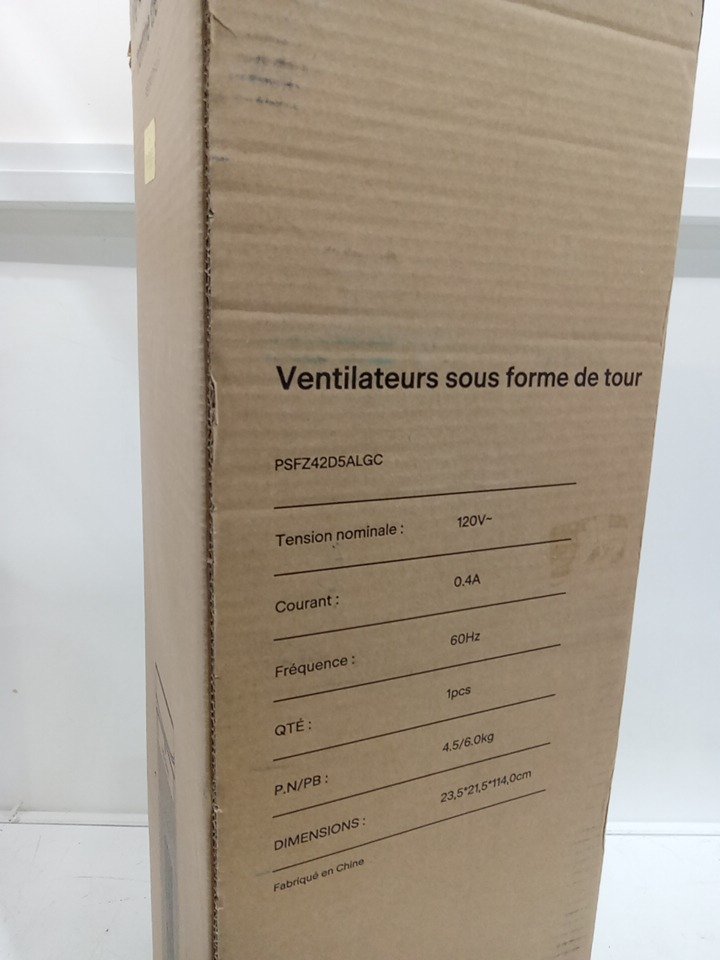 Ventilateurs sous forme de tour
PSFZ42D5ALGC
Tension nominale : 120V~
Courant : 0.4A
Fréquence : 60Hz
QTÉ : 1pcs
P.N/PB : 4.5/6.0kg
DIMENSIONS : 23,5*21,5*114,0cm
Fabriqué en Chine